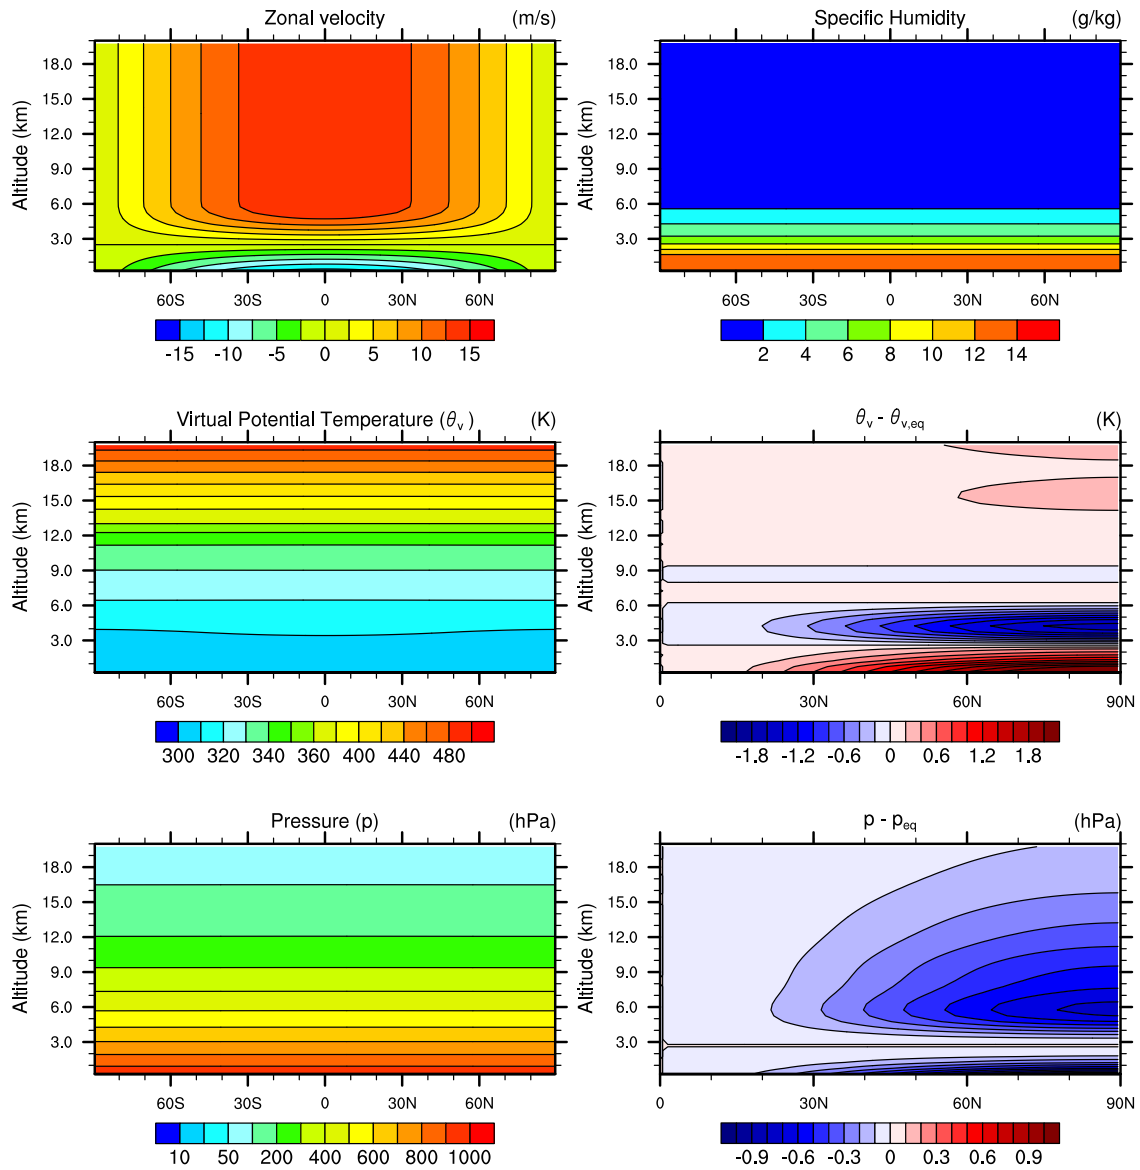 Zonal velocity (m/s)
Altitude (km)
18.0
15.0
12.0
9.0
6.0
3.0
60S 30S 0 30N 60N
-15 -10 -5 0 5 10 15
Specific Humidity (g/kg)
Altitude (km)
18.0
15.0
12.0
9.0
6.0
3.0
60S 30S 0 30N 60N
2 4 6 8 10 12 14
Virtual Potential Temperature (θv) (K)
Altitude (km)
18.0
15.0
12.0
9.0
6.0
3.0
60S 30S 0 30N 60N
300 320 340 360 400 440 480
θv - θv,eq (K)
Altitude (km)
18.0
15.0
12.0
9.0
6.0
3.0
0 30N 60N 90N
-1.8 -1.2 -0.6 0 0.6 1.2 1.8
Pressure (p) (hPa)
Altitude (km)
18.0
15.0
12.0
9.0
6.0
3.0
60S 30S 0 30N 60N
10 50 200 400 600 800 1000
p - peq (hPa)
Altitude (km)
18.0
15.0
12.0
9.0
6.0
3.0
0 30N 60N 90N
-0.9 -0.6 -0.3 0 0.3 0.6 0.9